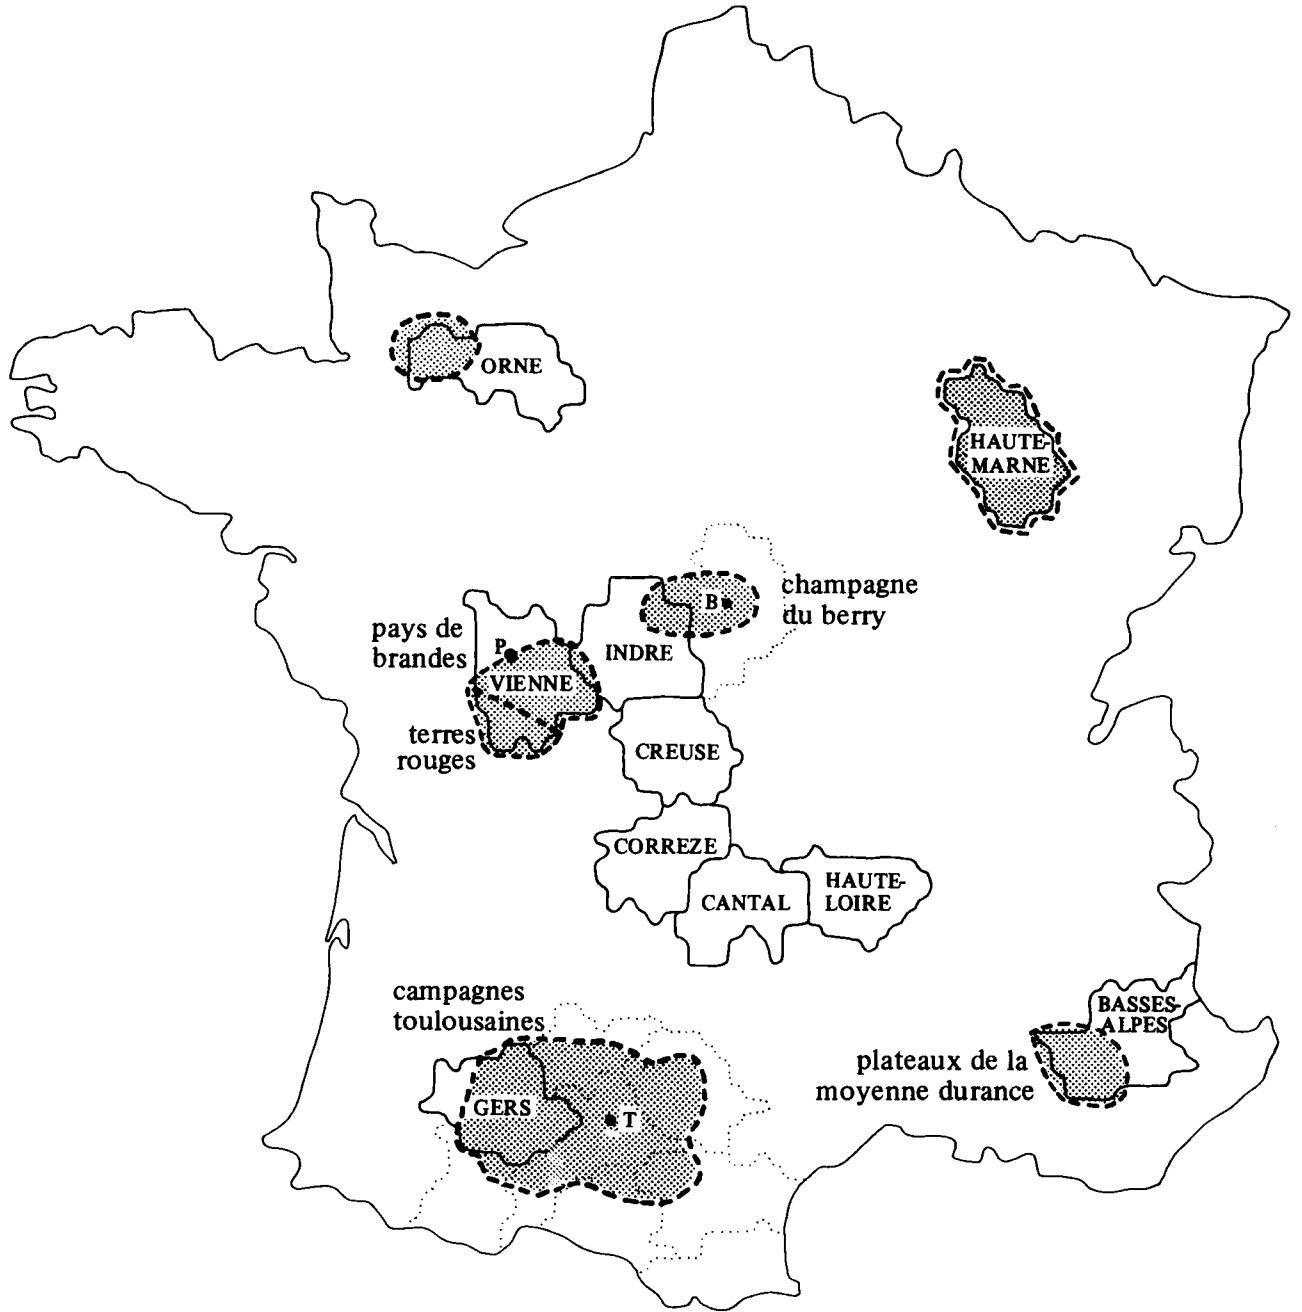 ORNE
HAUTE-
MARNE
champagne
du berry
B
pays de
brandes
P
INDRE
VIENNE
terres
rouges
CREUSE
CORREZE
CANTAL
HAUTE-
LOIRE
campagnes
toulousaines
BASSES-
ALPES
plateaux de la
moyenne durance
GERS
T